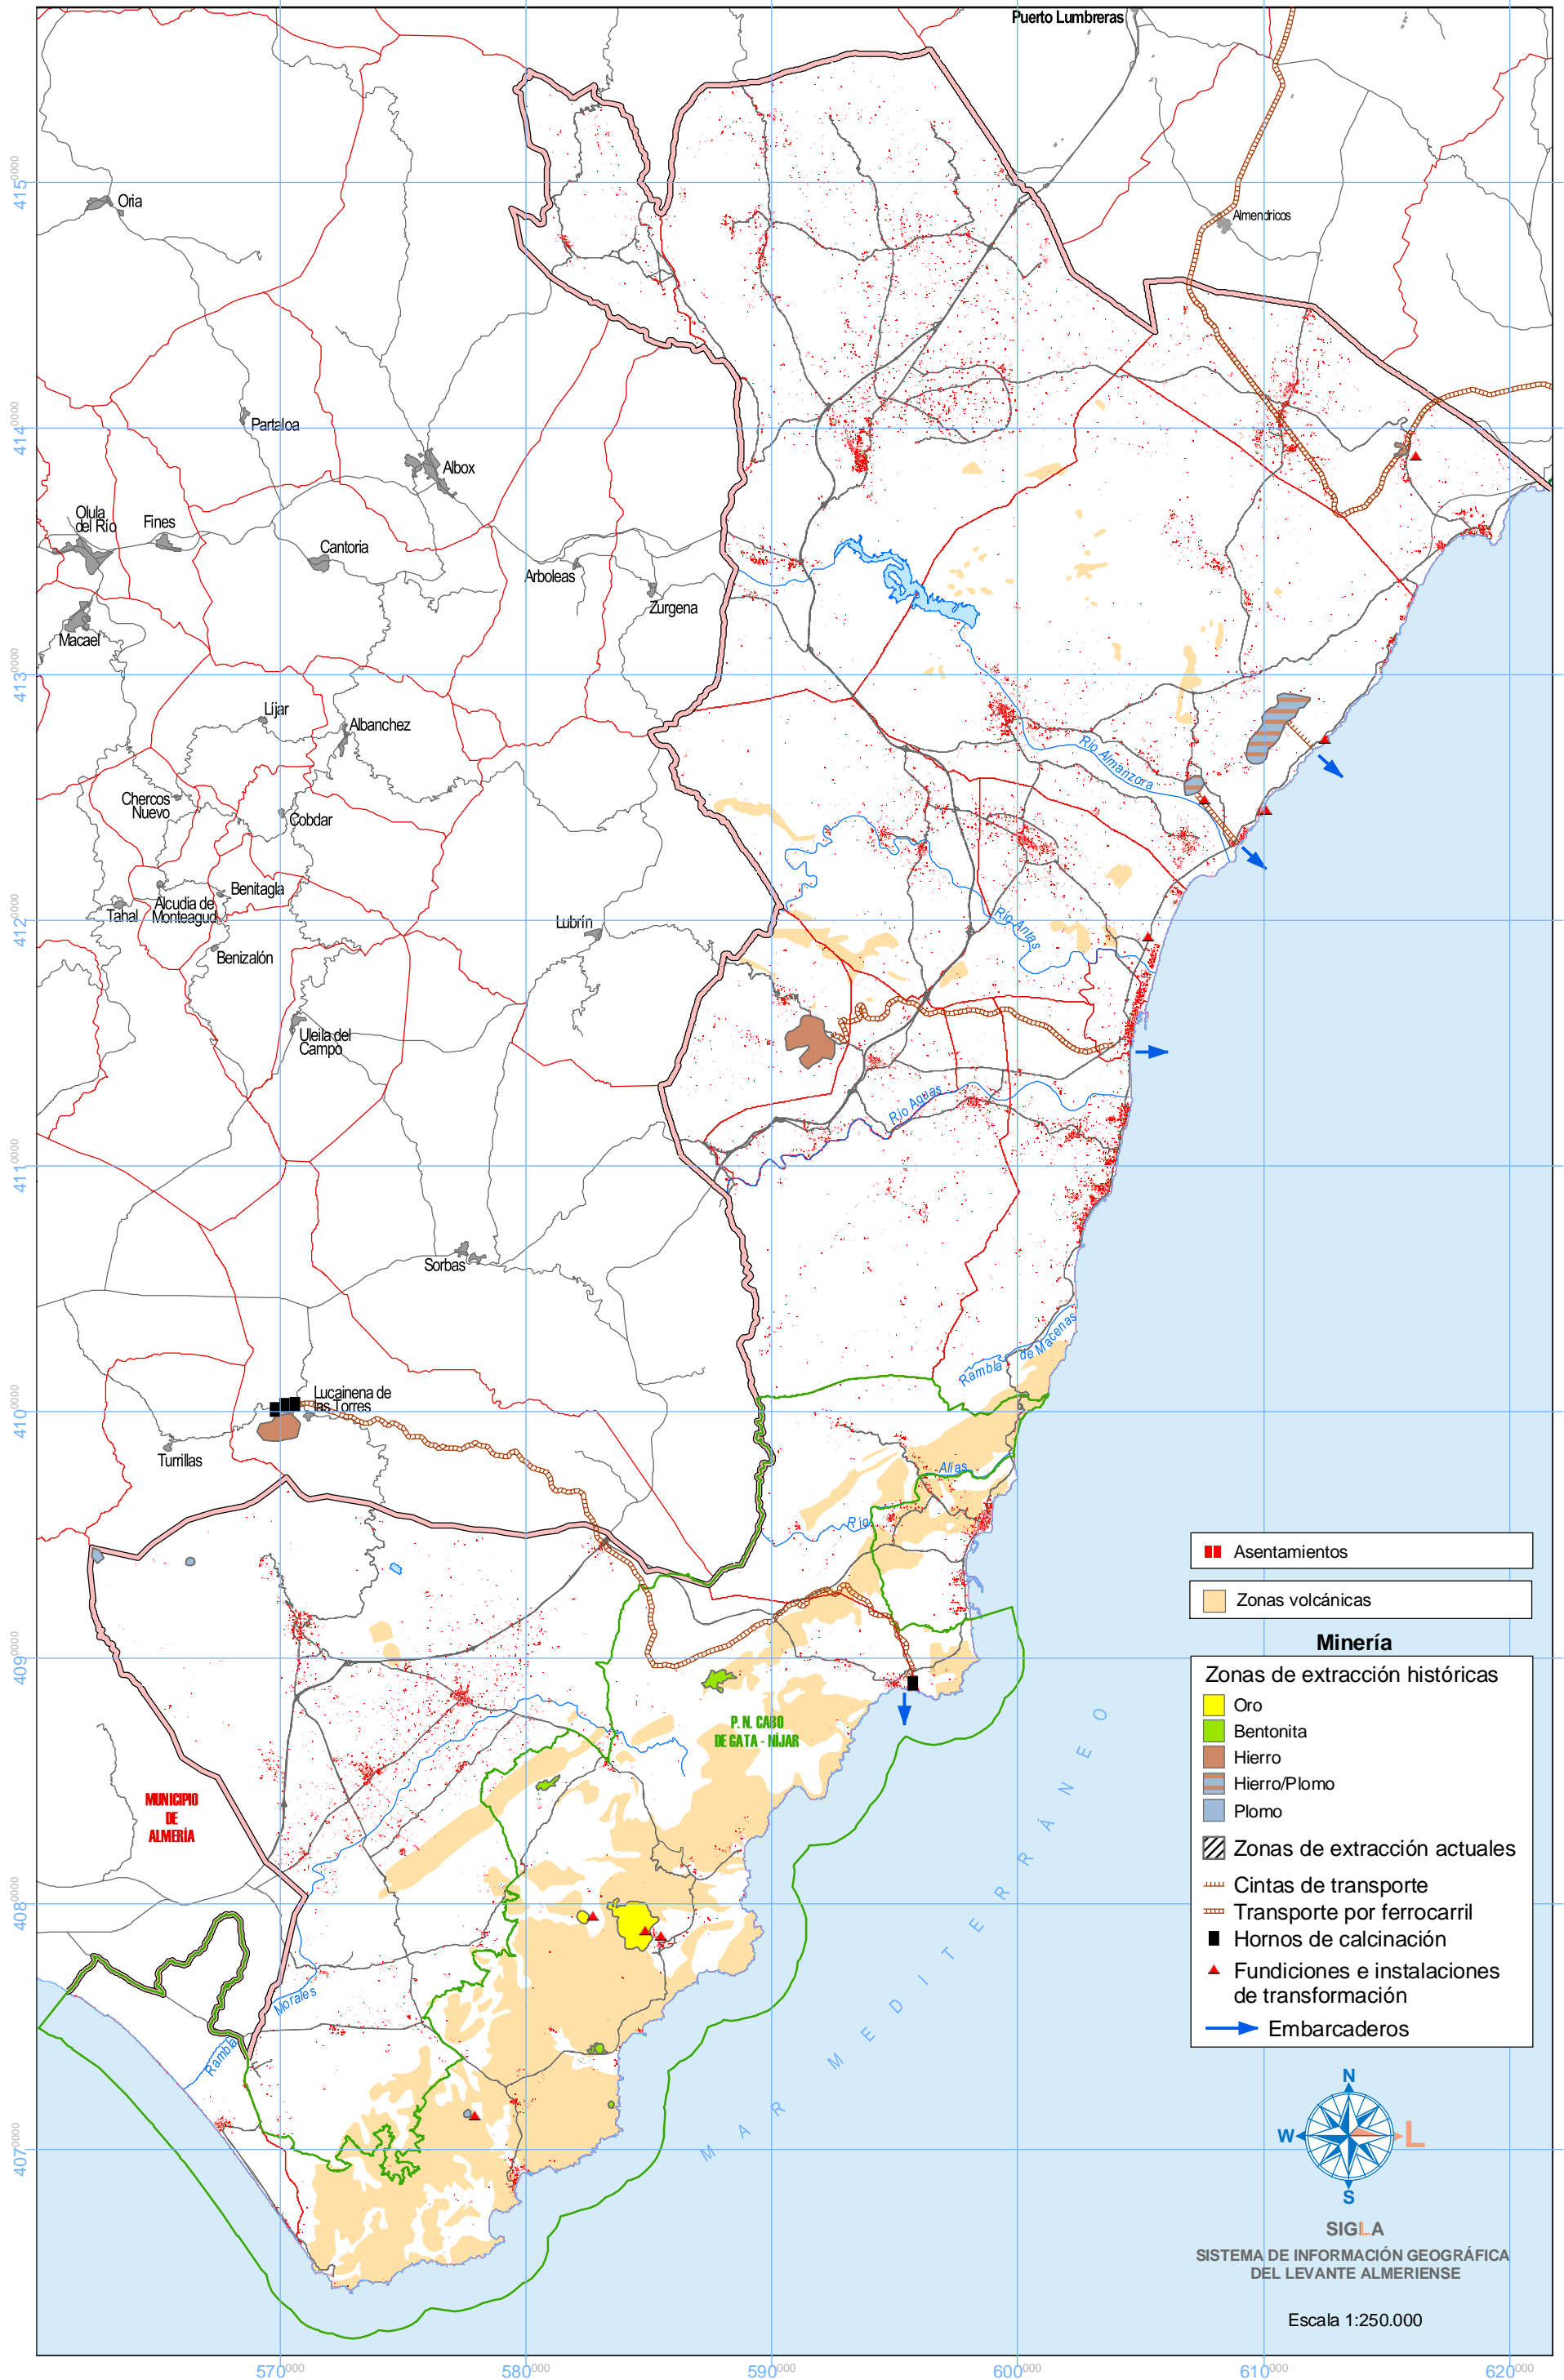 Puerto Lumbreras
Oria
Almendricos
Partaloa
Albox
Olula
del Río
Fines
Cantoria
Arboleas
Zurgena
Macael
Líjar
Albanchez
Río Almanzora
Chercos
Nuevo
Cobdar
Benitagla
Alcudia de
Monteagud
Tahal
Lubrín
Río Antas
Benizalón
Uleila del
Campo
Río Aguas
Sorbas
Rambla de Macenas
Lucainena de
las Torres
Turrillas
Río Alias
P. N. CABO
DE GATA - NÍJAR
MUNICIPIO
DE
ALMERÍA
Rambla Morales
MAR MEDITERRÁNEO
Asentamientos
Zonas volcánicas
Minería
Zonas de extracción históricas
Oro
Bentonita
Hierro
Hierro/Plomo
Plomo
Zonas de extracción actuales
Cintas de transporte
Transporte por ferrocarril
Hornos de calcinación
Fundiciones e instalaciones
de transformación
Embarcaderos
N
W
L
S
SIGLA
SISTEMA DE INFORMACIÓN GEOGRÁFICA
DEL LEVANTE ALMERIENSE
Escala 1:250.000
415⁰⁰⁰⁰
414⁰⁰⁰⁰
413⁰⁰⁰⁰
412⁰⁰⁰⁰
411⁰⁰⁰⁰
410⁰⁰⁰⁰
409⁰⁰⁰⁰
408⁰⁰⁰⁰
407⁰⁰⁰⁰
570⁰⁰⁰
580⁰⁰⁰
590⁰⁰⁰
600⁰⁰⁰
610⁰⁰⁰
620⁰⁰⁰